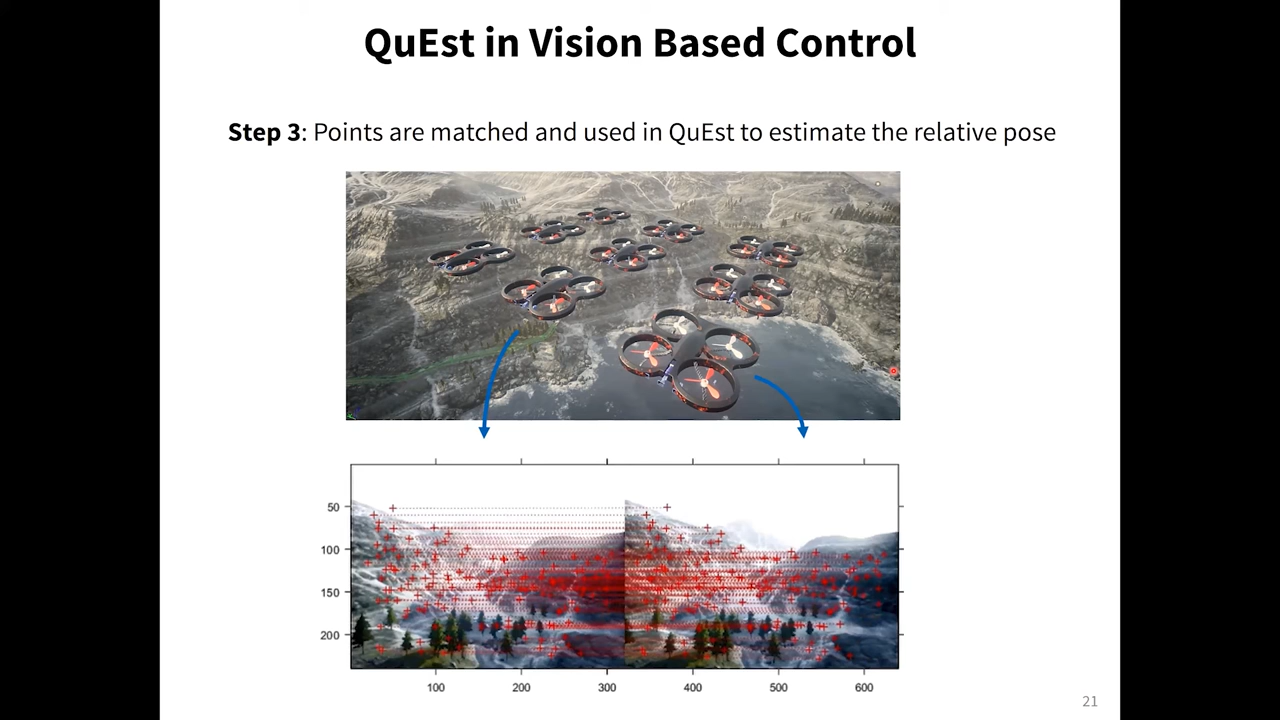 QuEst in Vision Based Control
Step 3: Points are matched and used in QuEst to estimate the relative pose
50
100
150
200
100 200 300 400 500 600
21